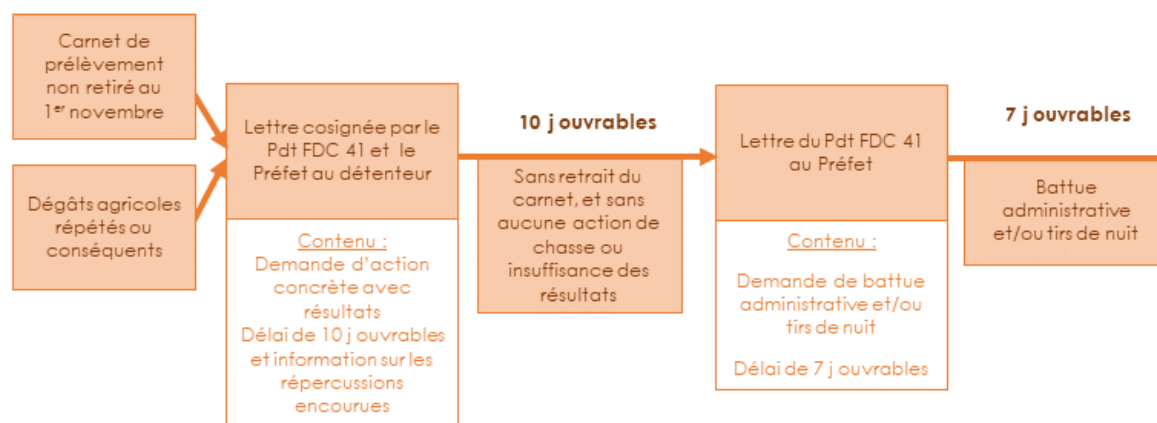 Carnet de
prélèvement
non retiré au
1er novembre
Dégâts agricoles
répétés ou
conséquents
Lettre cosignée par le
Pdt FDC 41 et le
Préfet au détenteur
Contenu :
Demande d'action
concrète avec
résultats
Délai de 10 j ouvrables
et information sur les
répercussions
encourues
10 j ouvrables
Sans retrait du
carnet, et sans
aucune action de
chasse ou
insuffisance des
résultats
Lettre du Pdt FDC 41
au Préfet
Contenu :
Demande de battue
administrative et/ou
tirs de nuit
Délai de 7 j ouvrables
7 j ouvrables
Battue
administrative
et/ou tirs de nuit